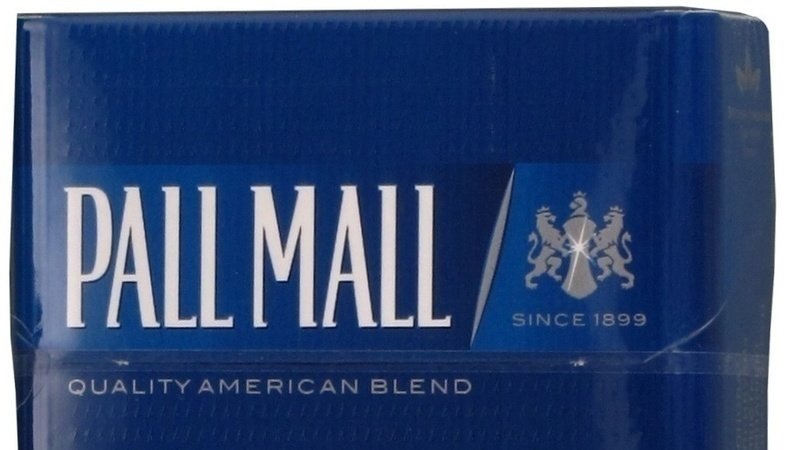 PALL MALL
SINCE 1899
QUALITY AMERICAN BLEND